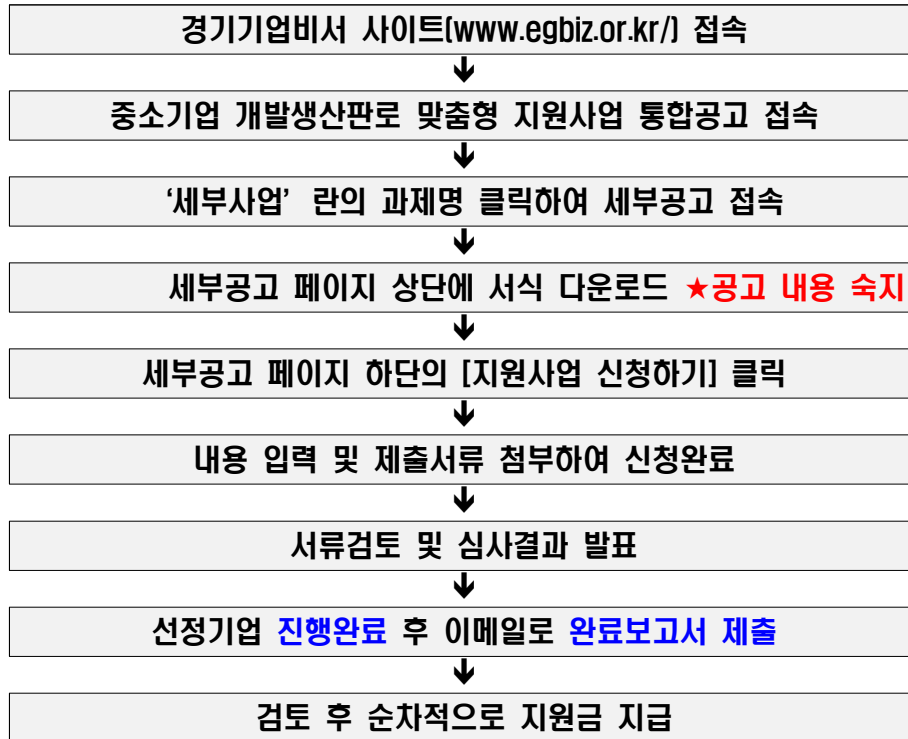 경기기업비서 사이트(www.egbiz.or.kr/) 접속
중소기업 개발생산판로 맞춤형 지원사업 통합공고 접속
‘세부사업’ 란의 과제명 클릭하여 세부공고 접속
세부공고 페이지 상단에 서식 다운로드 ★공고 내용 숙지
세부공고 페이지 하단의 [지원사업 신청하기] 클릭
내용 입력 및 제출서류 첨부하여 신청완료
서류검토 및 심사결과 발표
선정기업 진행완료 후 이메일로 완료보고서 제출
검토 후 순차적으로 지원금 지급